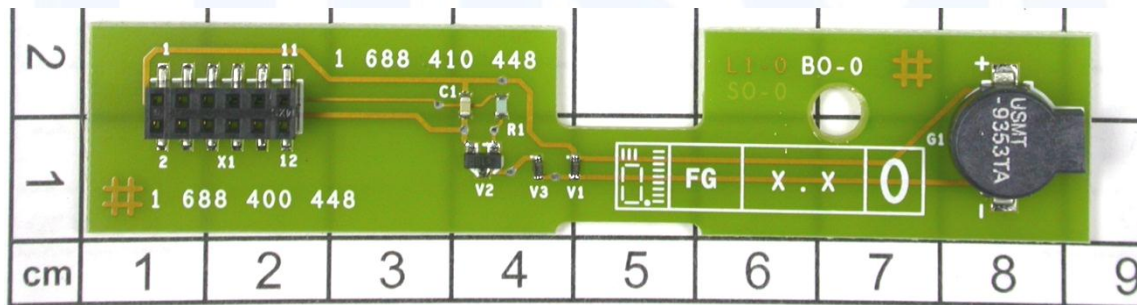 2
1 11
1 688 410 448
L1-0 BO-0
SO-0
+
C1
R1
USMT
-9353TA
G1
2 X1 12
V2 V3 V1
FG X.X 0
-
1
1 688 400 448
cm 1 2 3 4 5 6 7 8 9